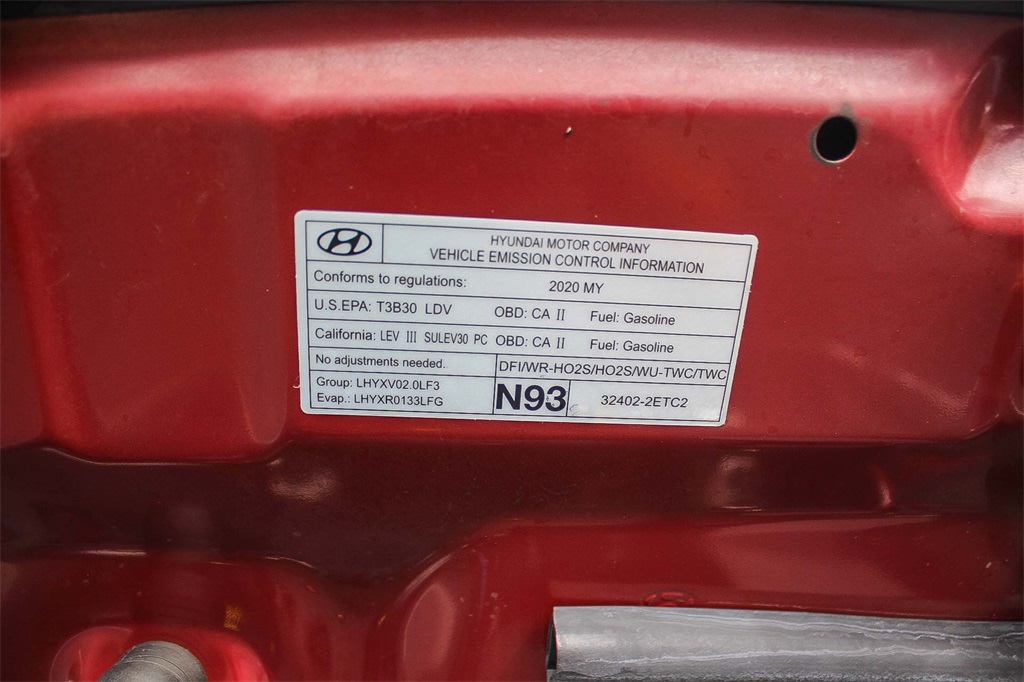 HYUNDAI MOTOR COMPANY
VEHICLE EMISSION CONTROL INFORMATION
Conforms to regulations: 2020 MY
U.S.EPA: T3B30 LDV OBD: CA II Fuel: Gasoline
California: LEV III SULEV30 PC OBD: CA II Fuel: Gasoline
No adjustments needed. DFI/WR-HO2S/HO2S/WU-TWC/TWC
Group: LHYXV02.0LF3
Evap.: LHYXR0133LFG
N93 32402-2ETC2